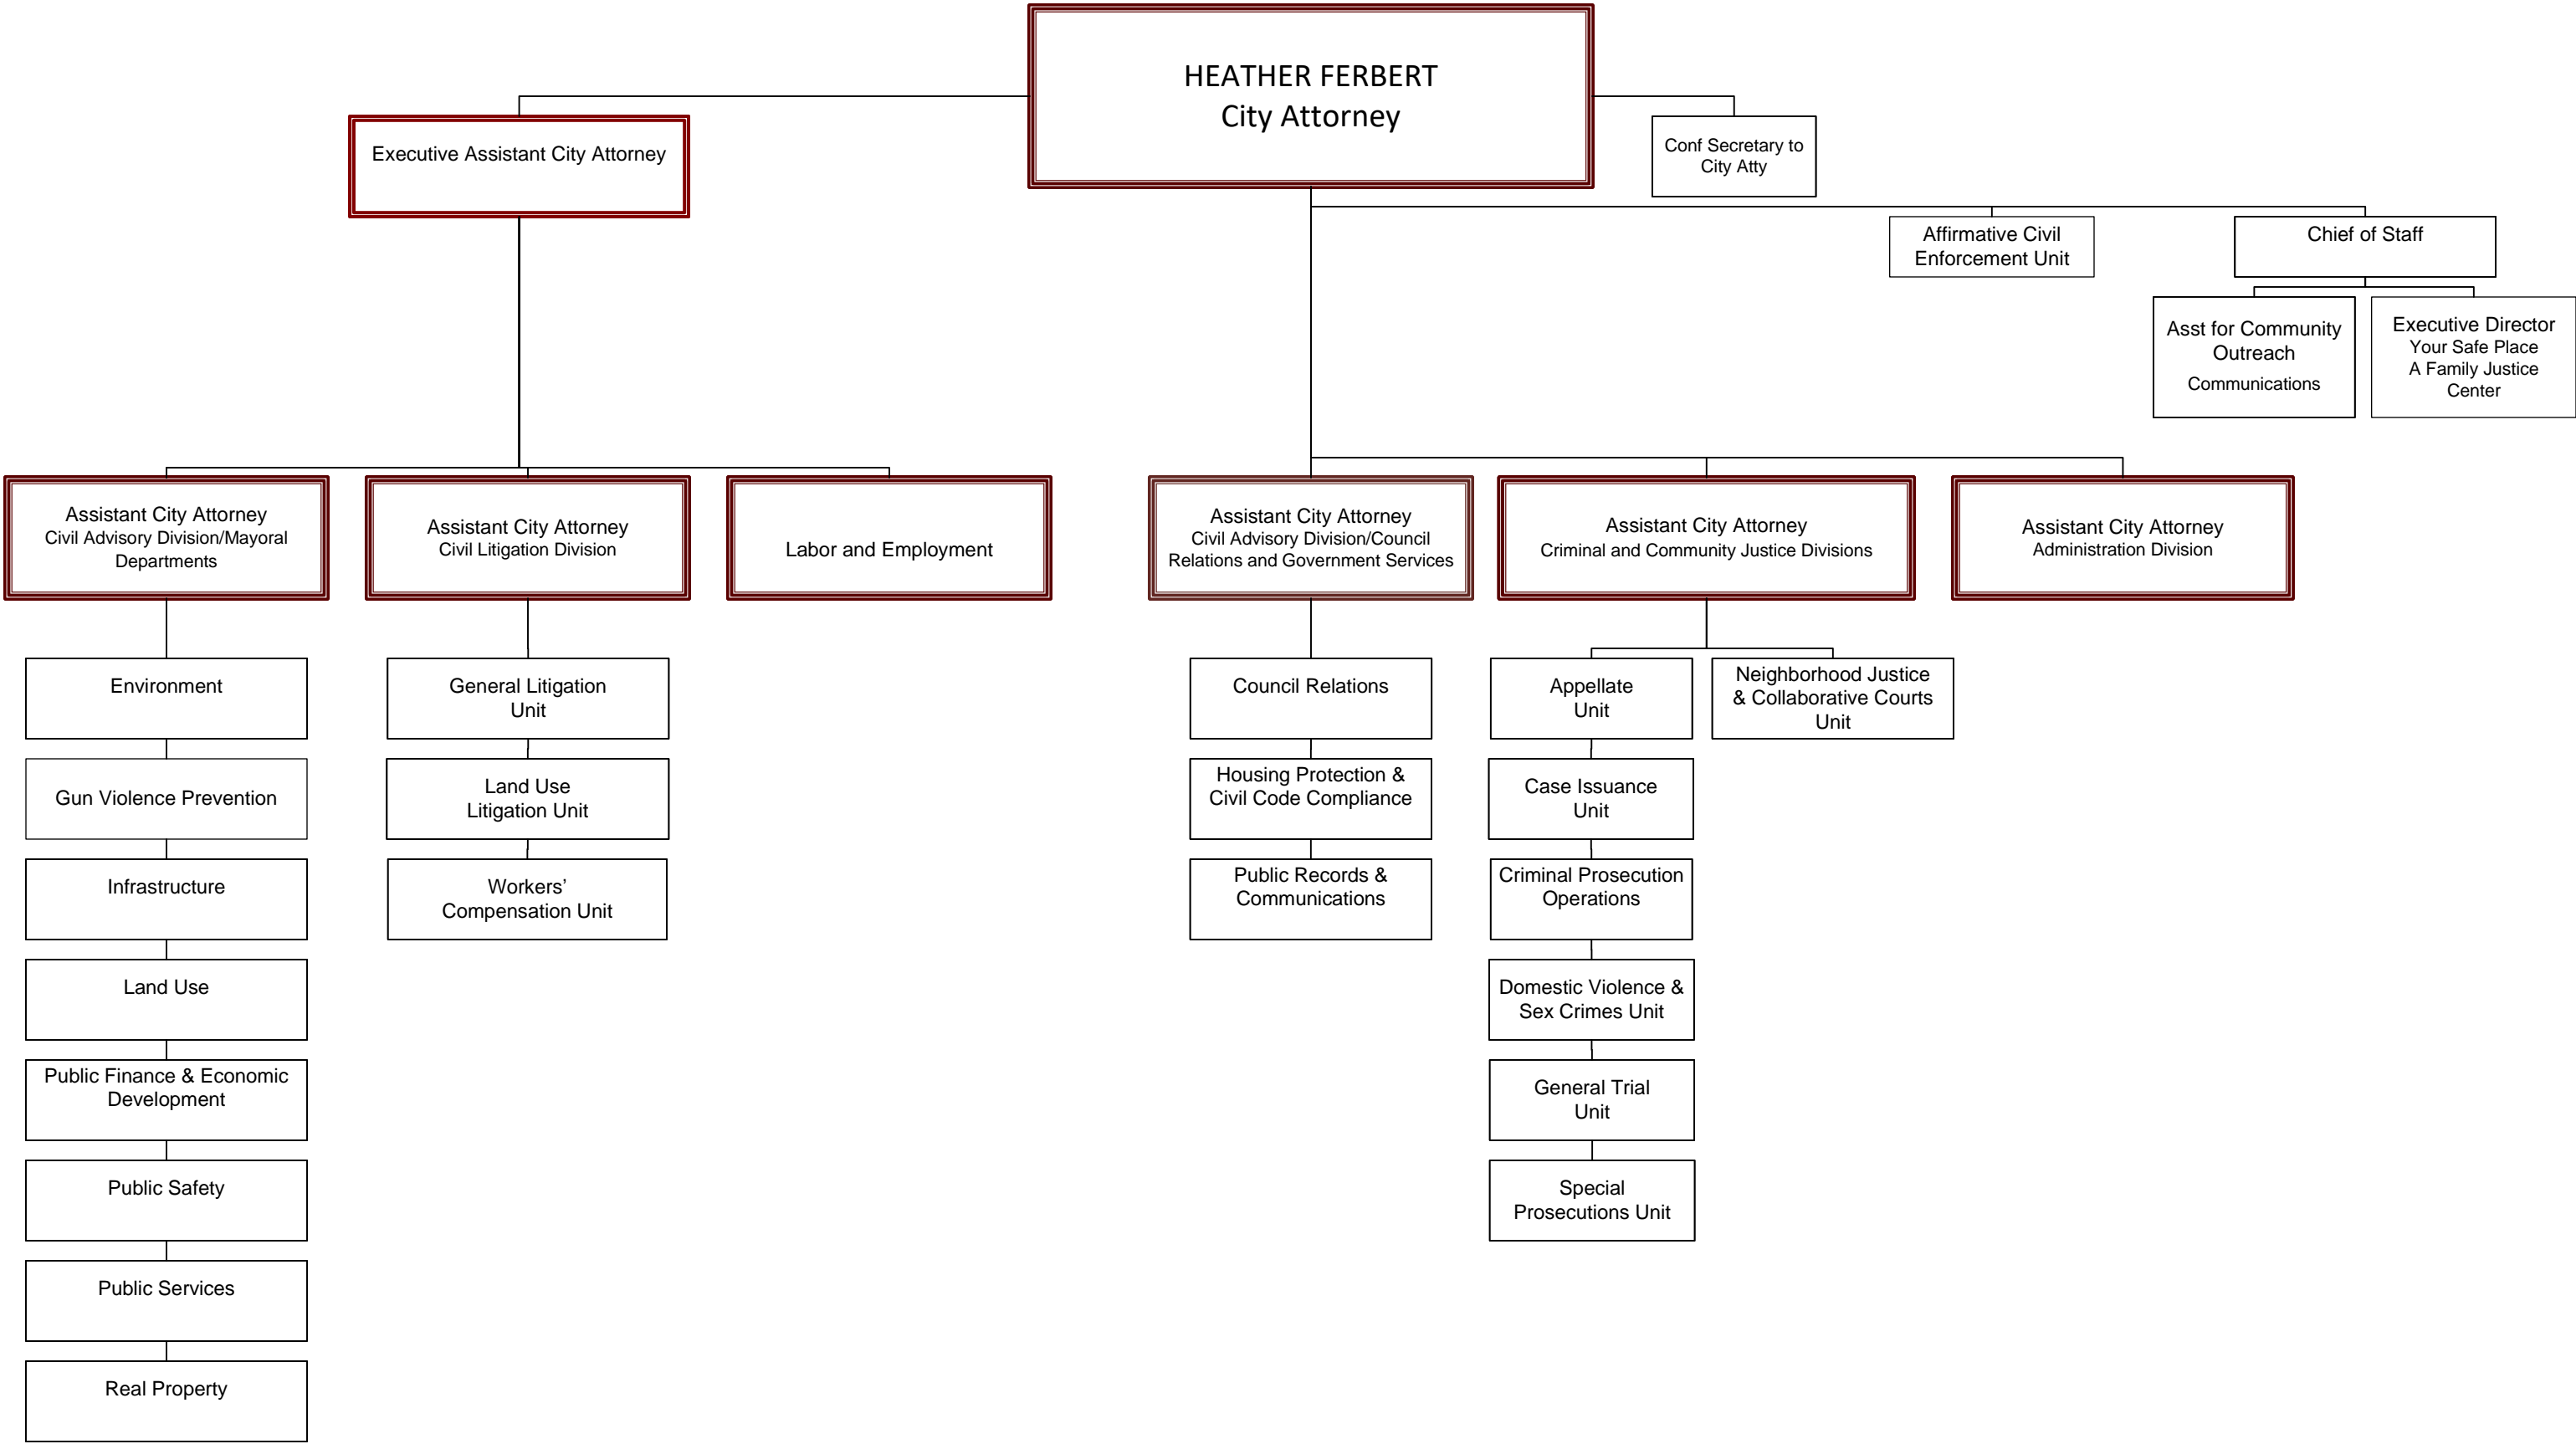 HEATHER FERBERT
City Attorney
Executive Assistant City Attorney
Conf Secretary to
City Atty
Affirmative Civil
Enforcement Unit
Chief of Staff
Asst for Community
Outreach
Communications
Executive Director
Your Safe Place
A Family Justice
Center
Assistant City Attorney
Civil Advisory Division/Mayoral
Departments
Assistant City Attorney
Civil Litigation Division
Labor and Employment
Assistant City Attorney
Civil Advisory Division/Council
Relations and Government Services
Assistant City Attorney
Criminal and Community Justice Divisions
Assistant City Attorney
Administration Division
Environment
Gun Violence Prevention
Infrastructure
Land Use
Public Finance & Economic
Development
Public Safety
Public Services
Real Property
General Litigation
Unit
Land Use
Litigation Unit
Workers’
Compensation Unit
Council Relations
Housing Protection &
Civil Code Compliance
Public Records &
Communications
Appellate
Unit
Case Issuance
Unit
Criminal Prosecution
Operations
Domestic Violence &
Sex Crimes Unit
General Trial
Unit
Special
Prosecutions Unit
Neighborhood Justice
& Collaborative Courts
Unit